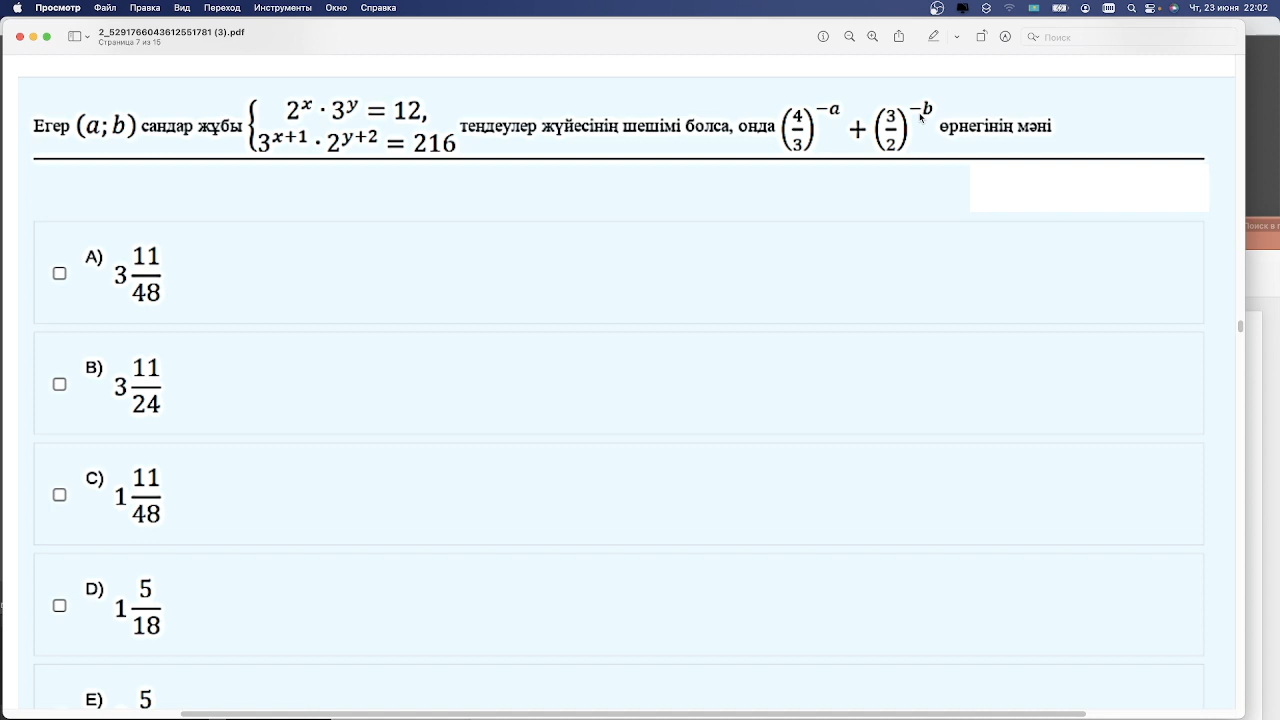 Просмотр Файл Правка Вид Переход Инструменты Окно Справка Чт, 23 июня 22:02
2_5291766043612551781 (3).pdf
Страница 7 из 15
Поиск
Егер (a; b) сандар жұбы { 2^x · 3^y = 12, 3^{x+1} · 2^{y+2} = 216 теңдеулер жүйесінің шешімі болса, онда (4/3)^{-a} + (3/2)^{-b} өрнегінің мәні
Поиск в
A) 3 11/48
B) 3 11/24
C) 1 11/48
D) 1 5/18
E) 5